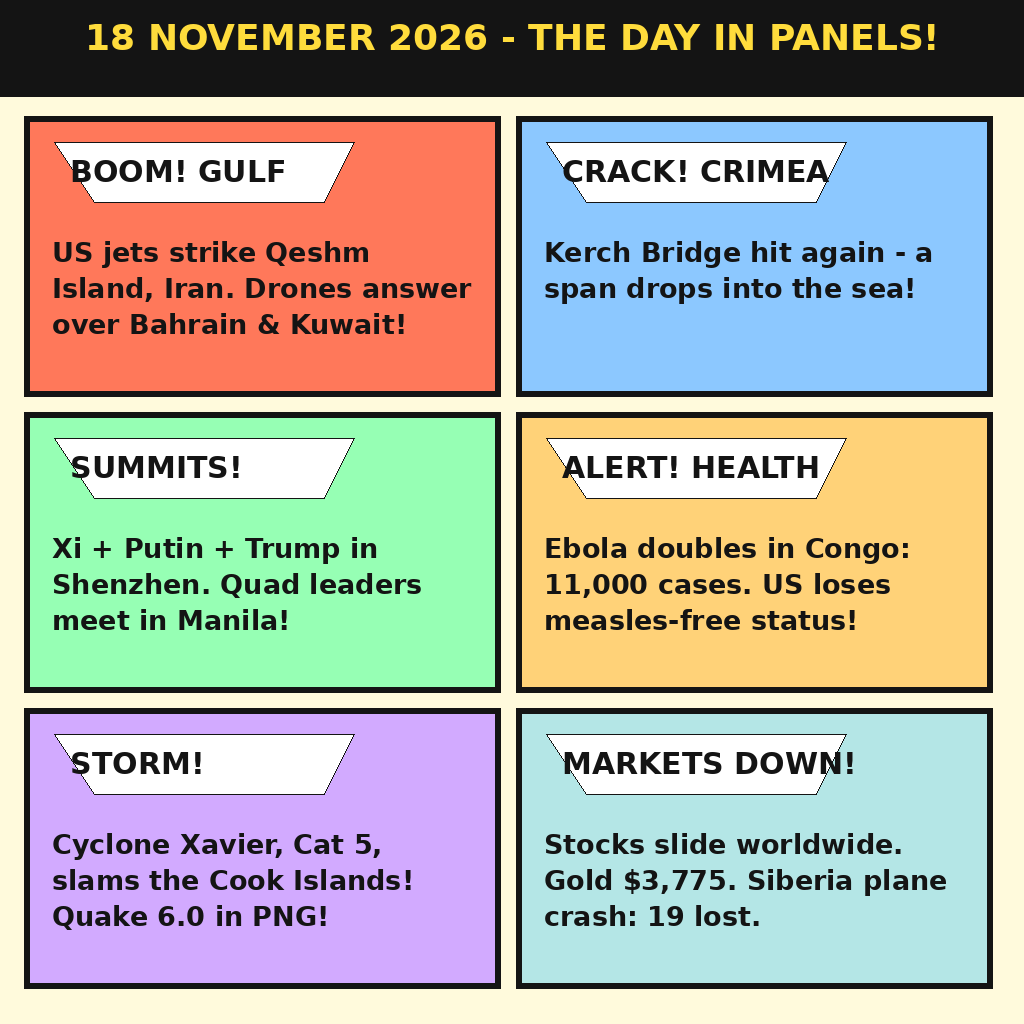 18 NOVEMBER 2026 - THE DAY IN PANELS!
BOOM! GULF
US jets strike Qeshm
Island, Iran. Drones answer
over Bahrain & Kuwait!
CRACK! CRIMEA
Kerch Bridge hit again - a
span drops into the sea!
SUMMITS!
Xi + Putin + Trump in
Shenzhen. Quad leaders
meet in Manila!
ALERT! HEALTH
Ebola doubles in Congo:
11,000 cases. US loses
measles-free status!
STORM!
Cyclone Xavier, Cat 5,
slams the Cook Islands!
Quake 6.0 in PNG!
MARKETS DOWN!
Stocks slide worldwide.
Gold $3,775. Siberia plane
crash: 19 lost.